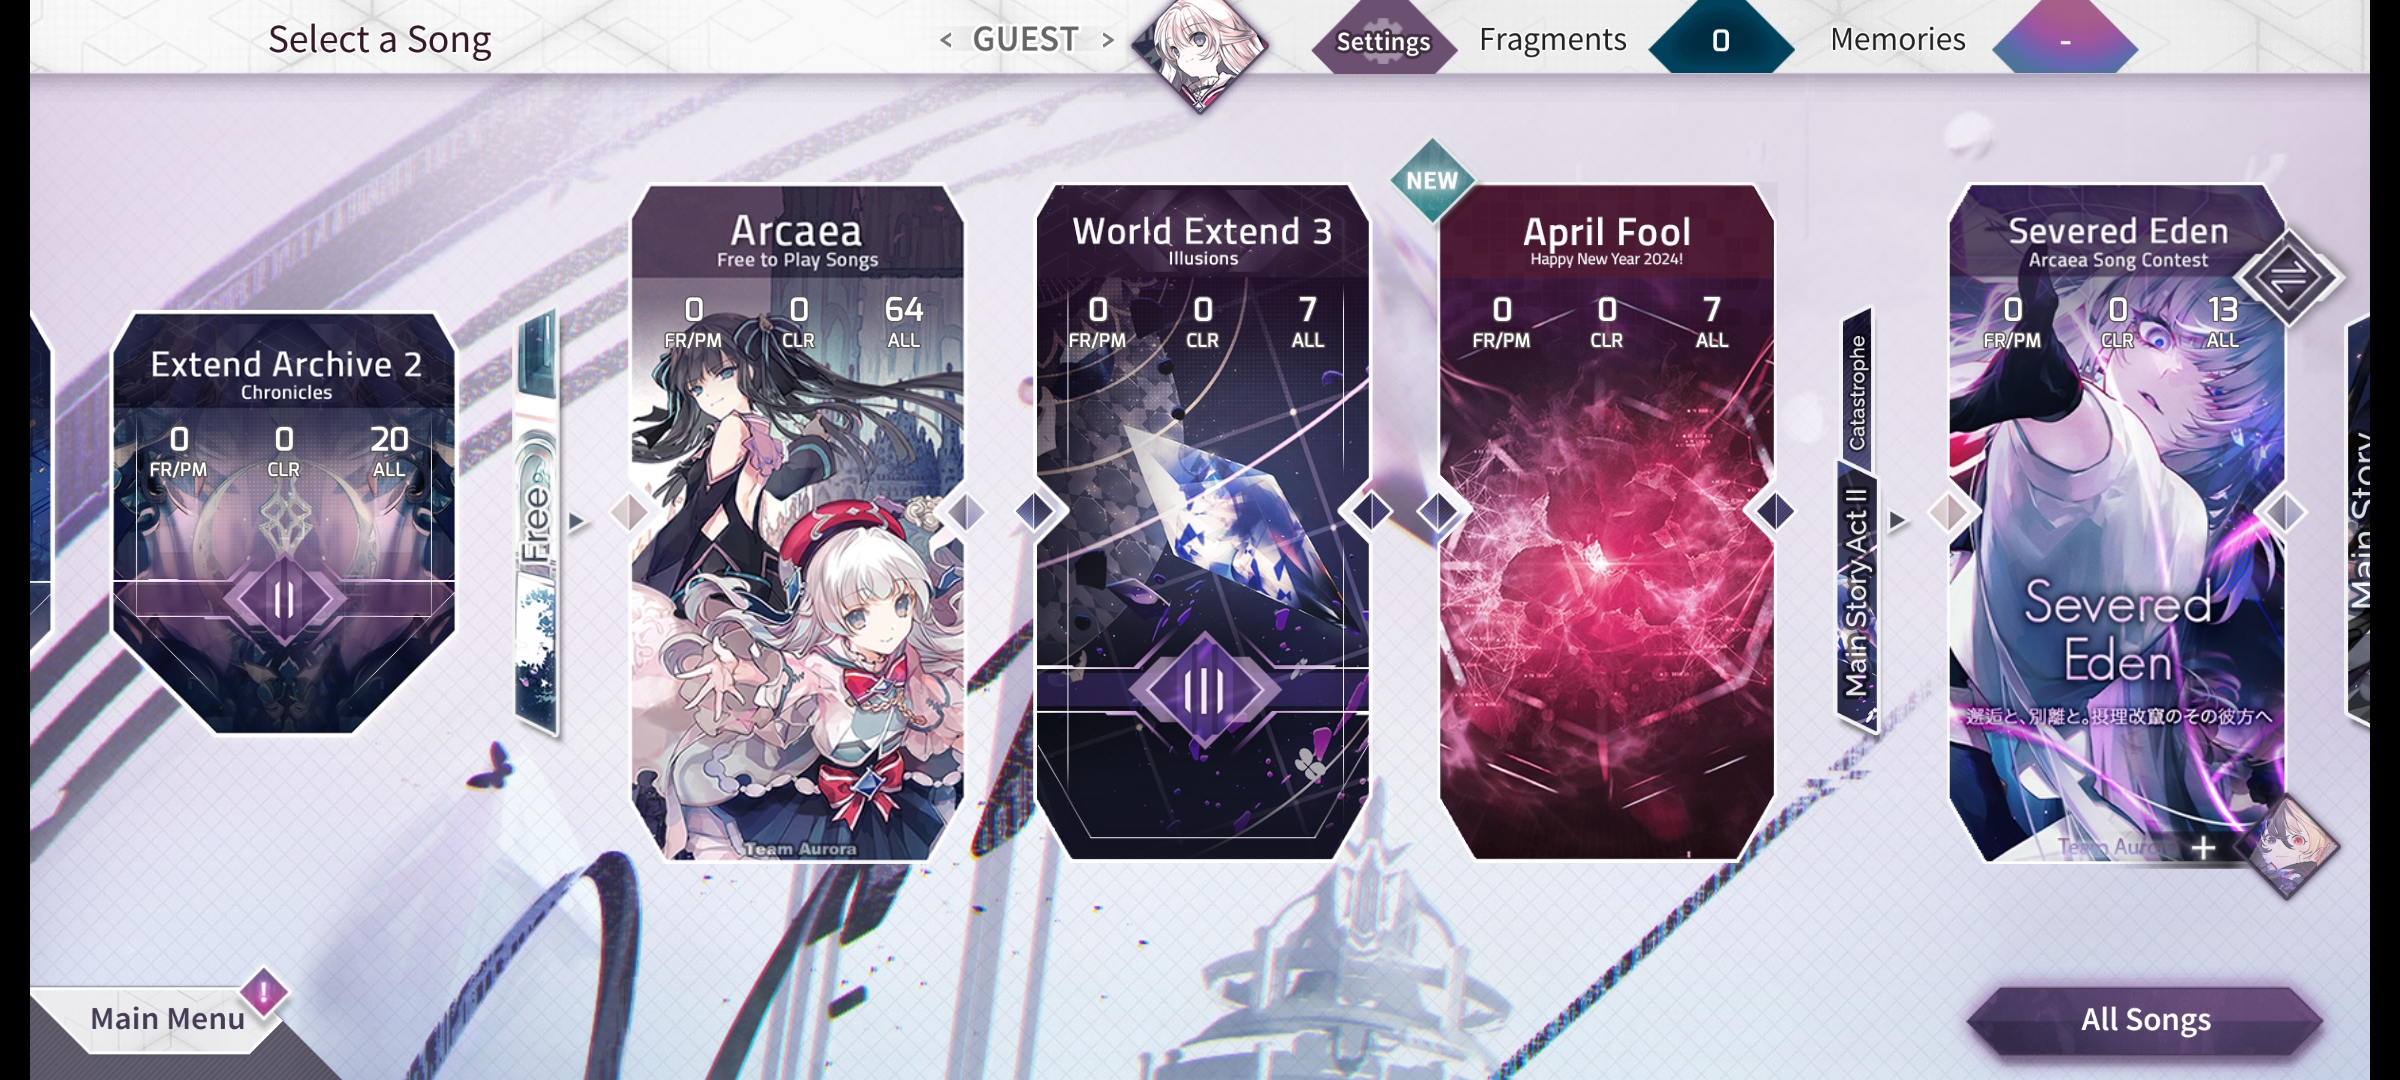 Select a Song
< GUEST >
Settings
Fragments
0
Memories
-
Extend Archive 2
Chronicles
0 0 20
FR/PM CLR ALL
Free
Arcaea
Free to Play Songs
0 0 64
FR/PM CLR ALL
Team Aurora
World Extend 3
Illusions
0 0 7
FR/PM CLR ALL
NEW
April Fool
Happy New Year 2024!
0 0 7
FR/PM CLR ALL
Catastrophe
Main Story Act II
Severed Eden
Arcaea Song Contest
0 0 13
FR/PM CLR ALL
Severed
Eden
邂逅と、別離と。摂理改竄のその彼方へ
Team Auro
+
Main Story
Main Menu
!
All Songs